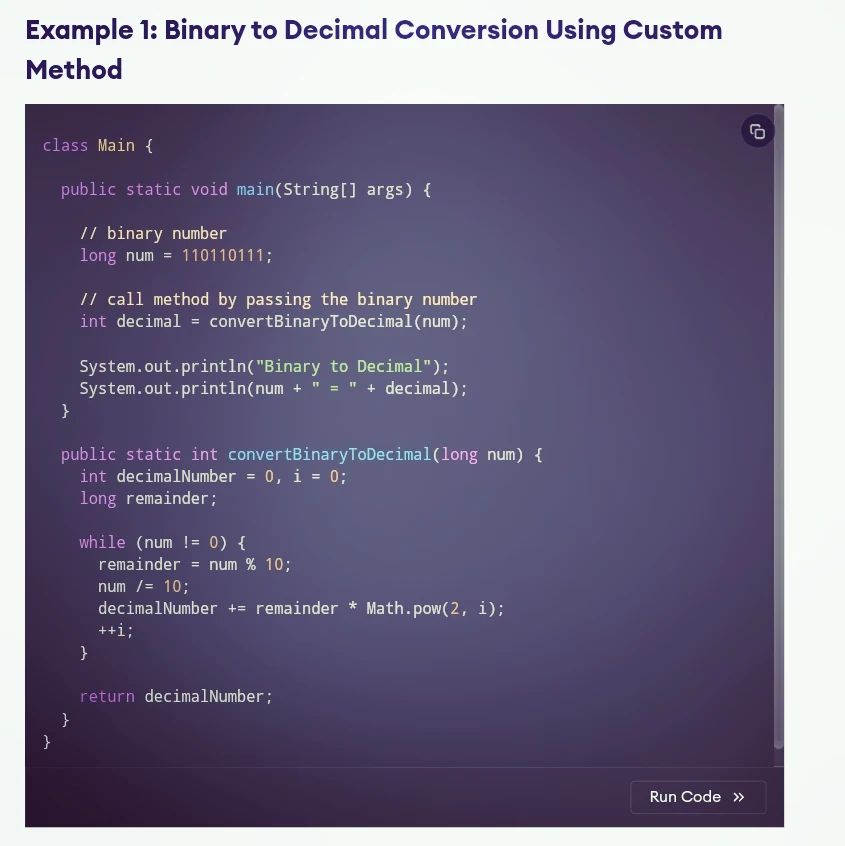 Example 1: Binary to Decimal Conversion Using Custom
Method
class Main {
public static void main(String[] args) {
// binary number
long num = 110110111;
// call method by passing the binary number
int decimal = convertBinaryToDecimal(num);
System.out.println("Binary to Decimal");
System.out.println(num + " = " + decimal);
}
public static int convertBinaryToDecimal(long num) {
int decimalNumber = 0, i = 0;
long remainder;
while (num != 0) {
remainder = num % 10;
num /= 10;
decimalNumber += remainder * Math.pow(2, i);
++i;
}
return decimalNumber;
}
}
Run Code »